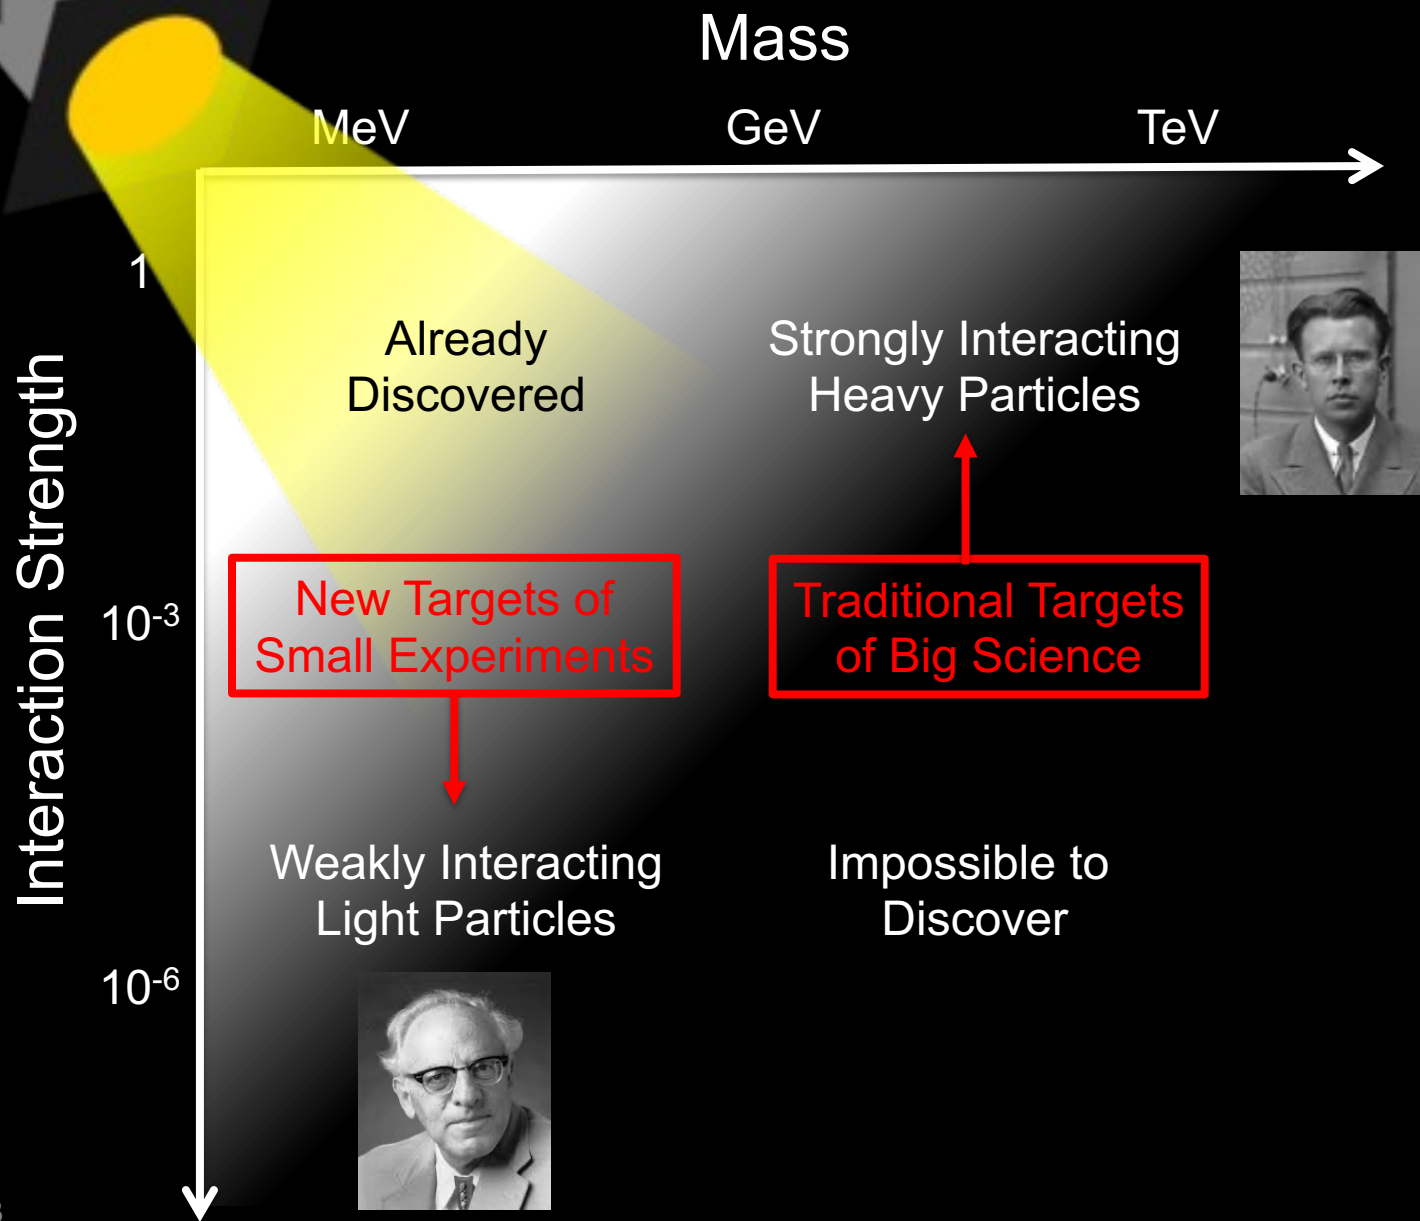 Mass
MeV GeV TeV
Interaction Strength
1
Already
Discovered
Strongly Interacting
Heavy Particles
10⁻³
New Targets of
Small Experiments
Traditional Targets
of Big Science
Weakly Interacting
Light Particles
Impossible to
Discover
10⁻⁶